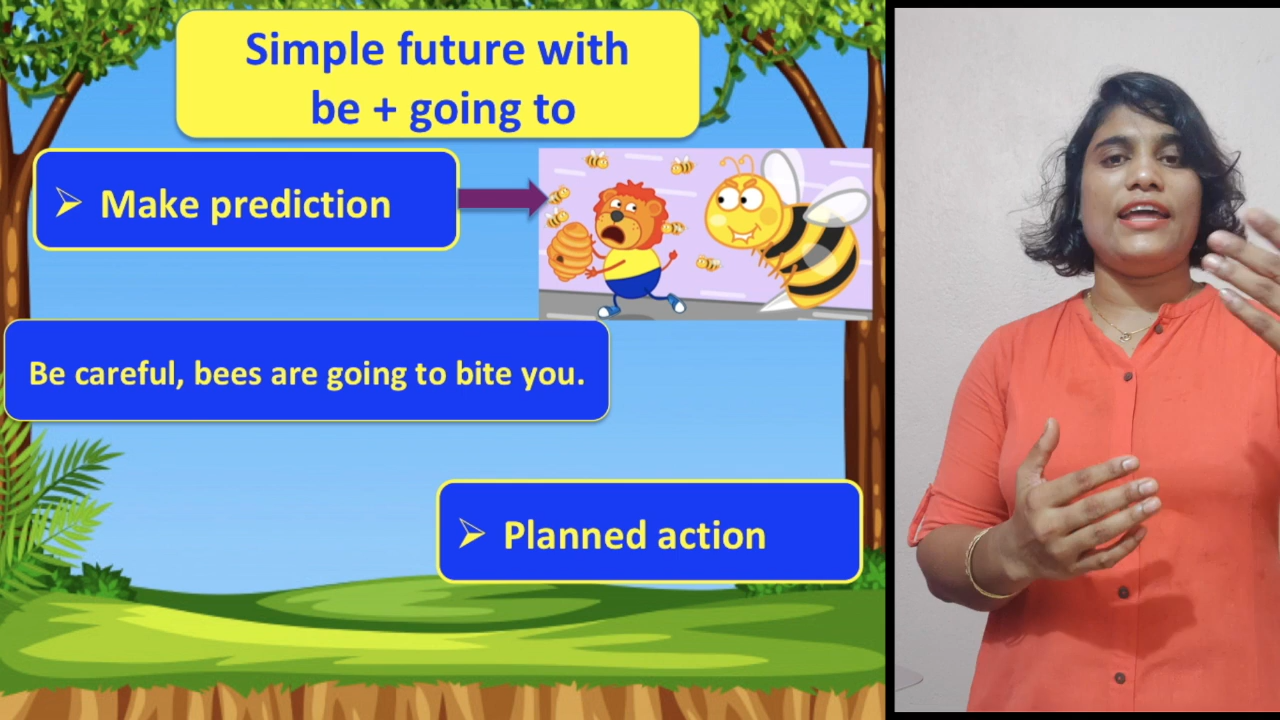 Simple future with
be + going to
➢ Make prediction
Be careful, bees are going to bite you.
➢ Planned action